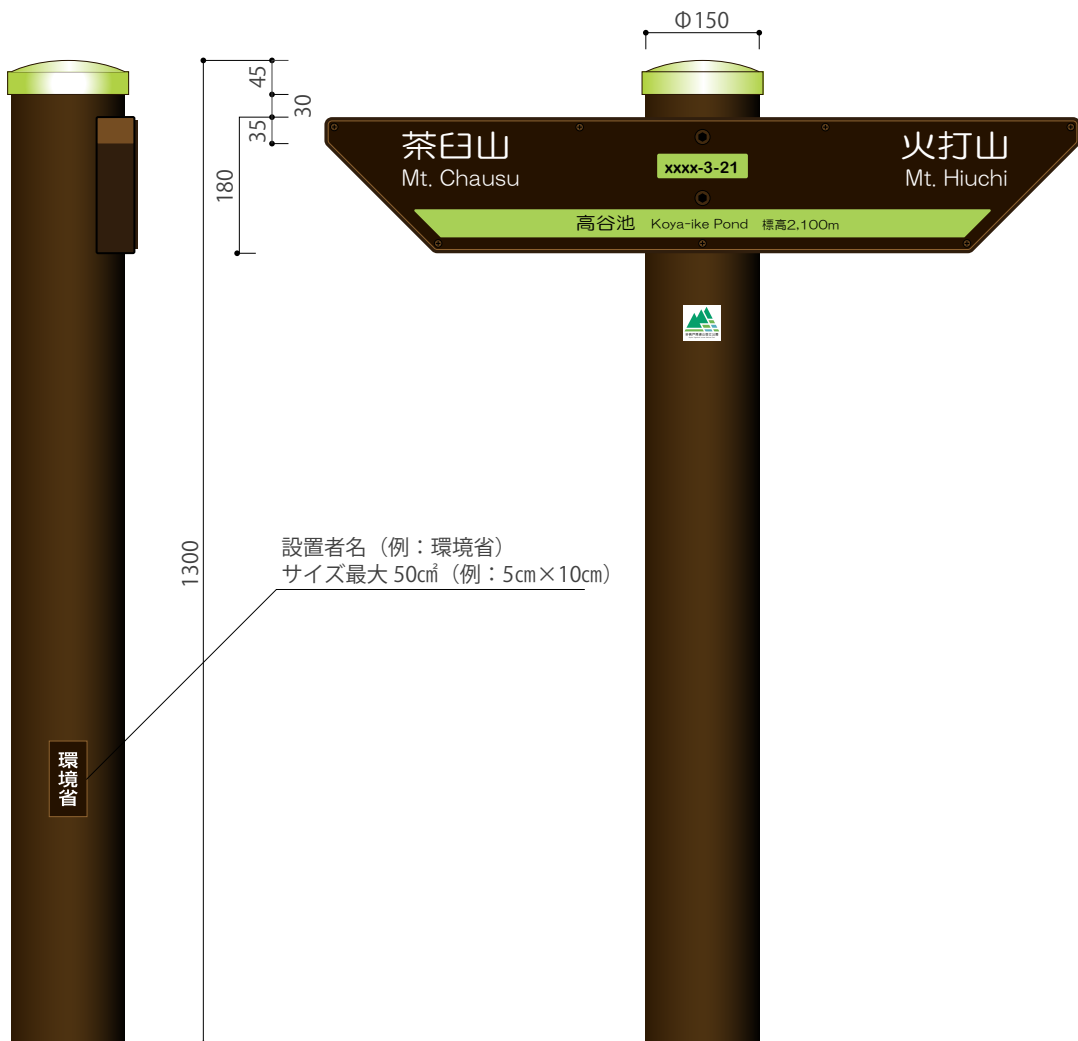 Φ150
45
30
35
180
1300
茶臼山
Mt. Chausu
xxxx-3-21
火打山
Mt. Hiuchi
高谷池 Koya-ike Pond 標高2,100m
設置者名（例：環境省）
サイズ最大 50㎠（例：5㎝×10㎝）
環境省